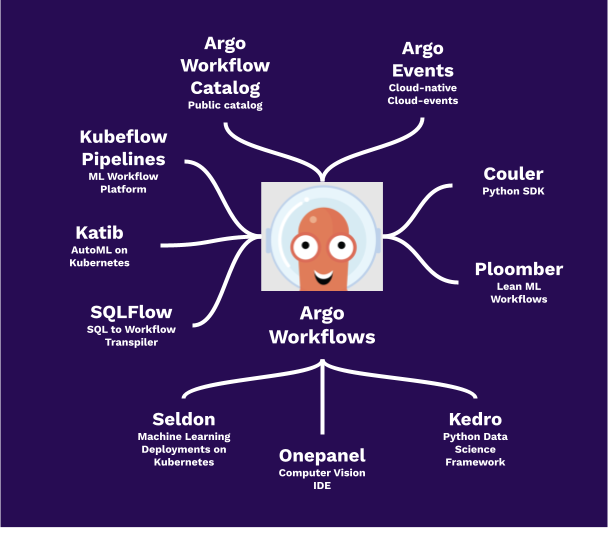 Argo
Workflow
Catalog
Public catalog
Argo
Events
Cloud-native
Cloud-events
Kubeflow
Pipelines
ML Workflow
Platform
Couler
Python SDK
Katib
AutoML on
Kubernetes
Ploomber
Lean ML
Workflows
SQLFlow
SQL to Workflow
Transpiler
Argo
Workflows
Seldon
Machine Learning
Deployments on
Kubernetes
Onepanel
Computer Vision
IDE
Kedro
Python Data
Science
Framework